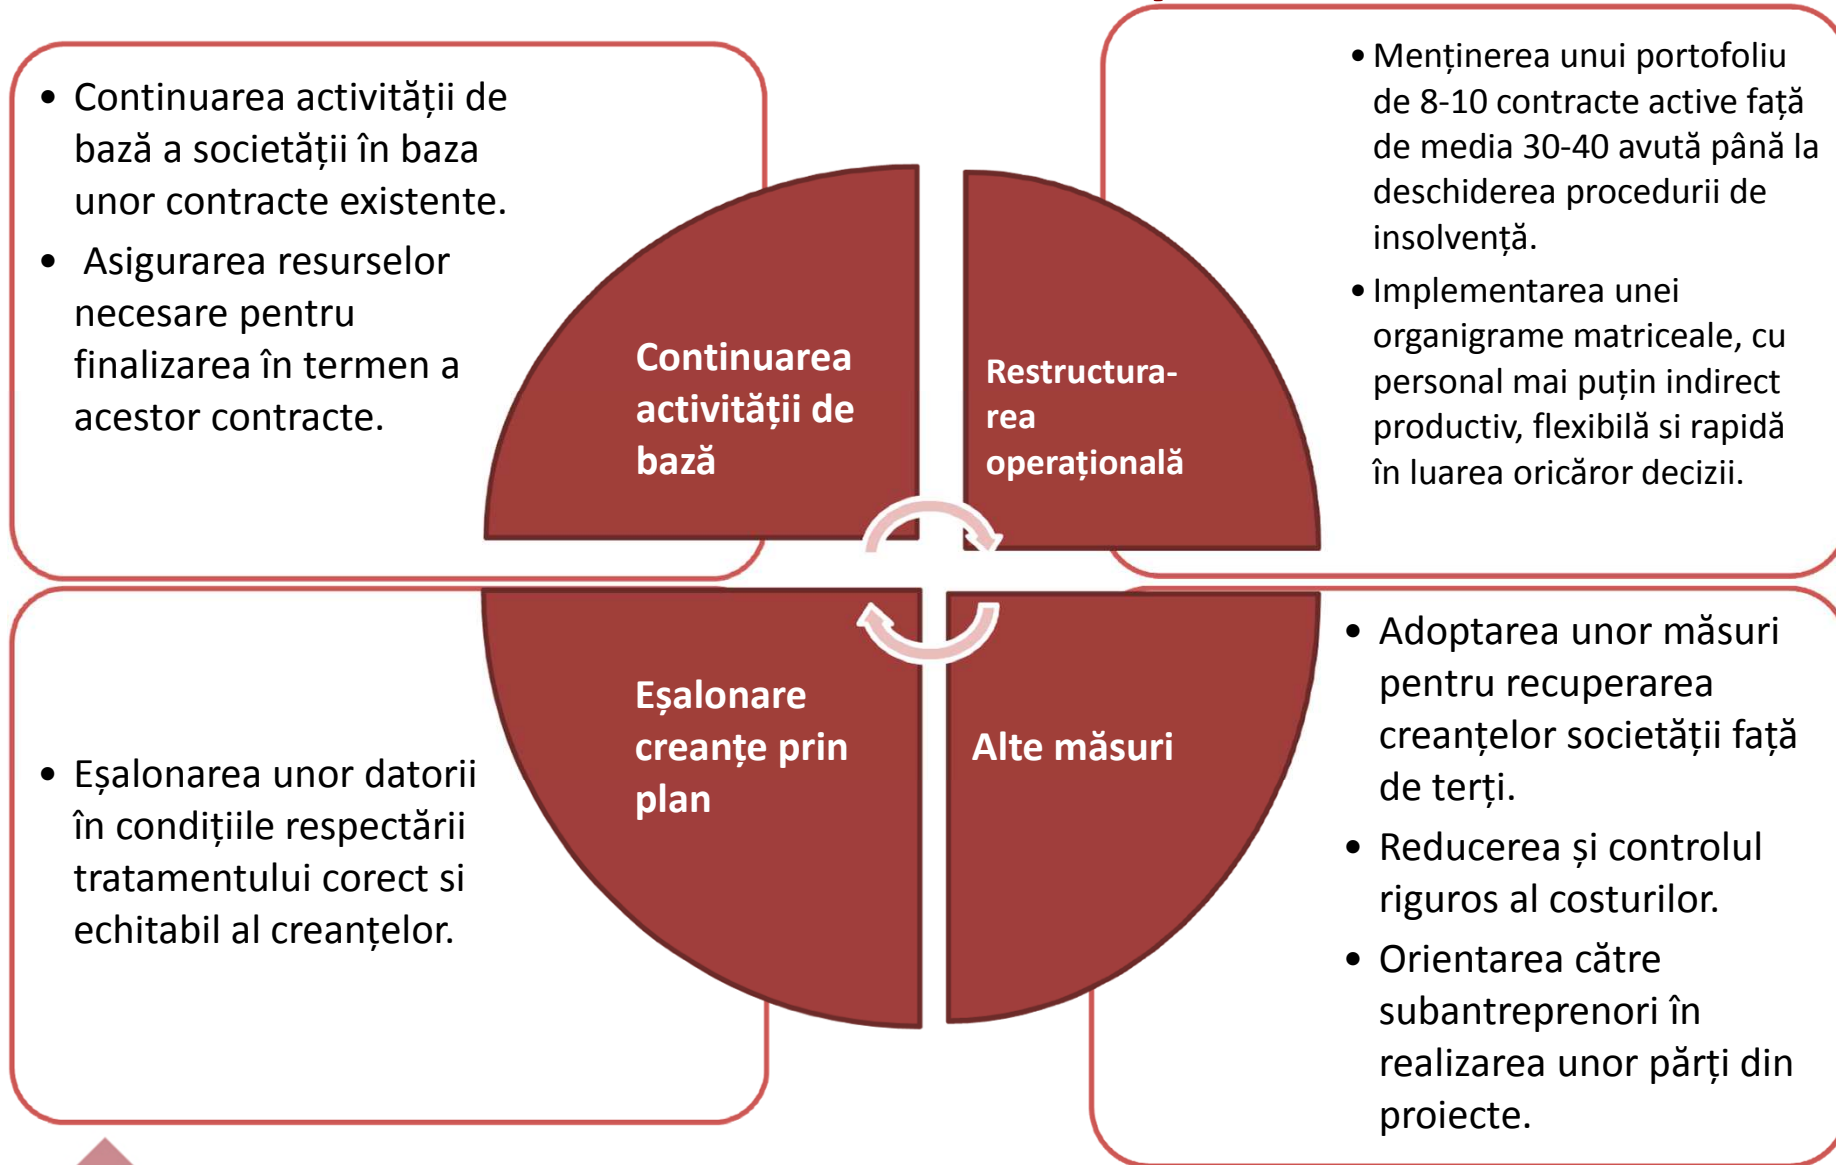 • Continuarea activității de
bază a societății în baza
unor contracte existente.
• Asigurarea resurselor
necesare pentru
finalizarea în termen a
acestor contracte.
Continuarea
activității de
bază
Restructura-
rea
operațională
• Menținerea unui portofoliu
de 8-10 contracte active față
de media 30-40 avută până la
deschiderea procedurii de
insolvență.
• Implementarea unei
organigrame matriceale, cu
personal mai puțin indirect
productiv, flexibilă si rapidă
în luarea oricăror decizii.
• Eșalonarea unor datorii
în condițiile respectării
tratamentului corect si
echitabil al creanțelor.
Eșalonare
creanțe prin
plan
Alte măsuri
• Adoptarea unor măsuri
pentru recuperarea
creanțelor societății față
de terți.
• Reducerea și controlul
riguros al costurilor.
• Orientarea către
subantreprenori în
realizarea unor părți din
proiecte.